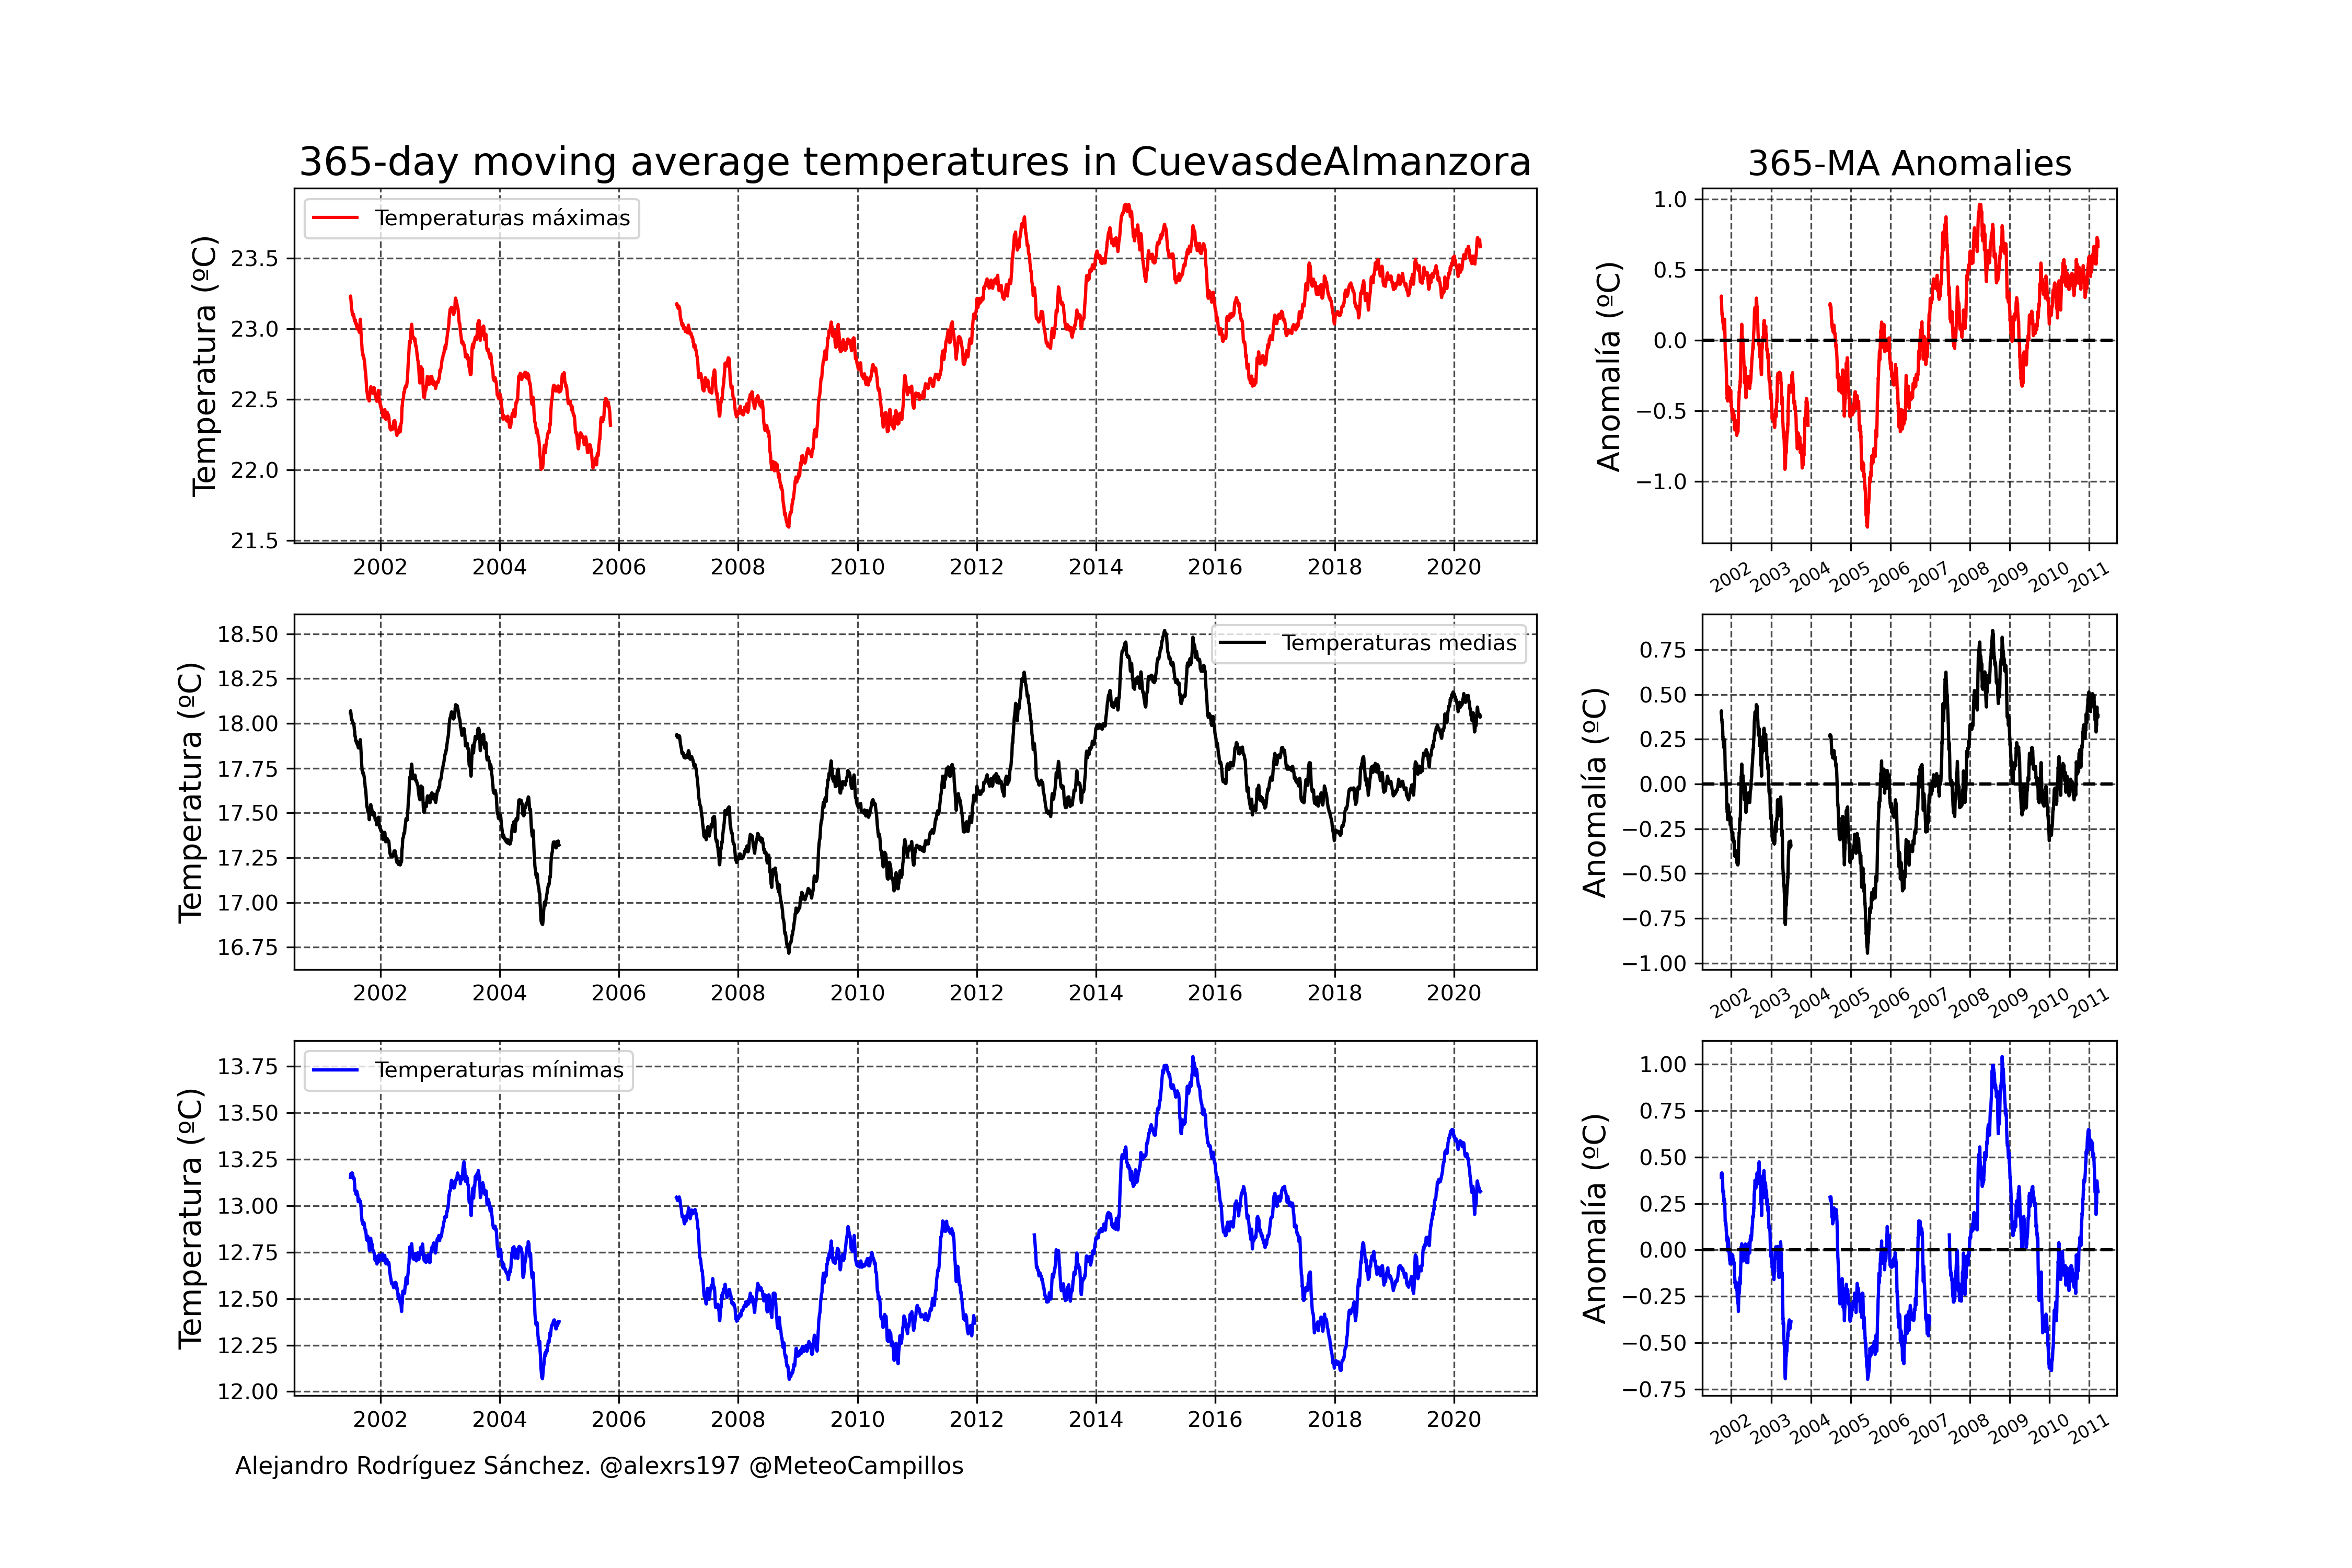 365-day moving average temperatures in CuevasdeAlmanzora
365-MA Anomalies
Temperatura (ºC)
23.5
23.0
22.5
22.0
21.5
Temperaturas máximas
2002 2004 2006 2008 2010 2012 2014 2016 2018 2020
Anomalía (ºC)
1.0
0.5
0.0
−0.5
−1.0
2002 2003 2004 2005 2006 2007 2008 2009 2010 2011
Temperatura (ºC)
18.50
18.25
18.00
17.75
17.50
17.25
17.00
16.75
Temperaturas medias
2002 2004 2006 2008 2010 2012 2014 2016 2018 2020
Anomalía (ºC)
0.75
0.50
0.25
0.00
−0.25
−0.50
−0.75
−1.00
2002 2003 2004 2005 2006 2007 2008 2009 2010 2011
Temperatura (ºC)
13.75
13.50
13.25
13.00
12.75
12.50
12.25
12.00
Temperaturas mínimas
2002 2004 2006 2008 2010 2012 2014 2016 2018 2020
Anomalía (ºC)
1.00
0.75
0.50
0.25
0.00
−0.25
−0.50
−0.75
2002 2003 2004 2005 2006 2007 2008 2009 2010 2011
Alejandro Rodríguez Sánchez. @alexrs197 @MeteoCampillos